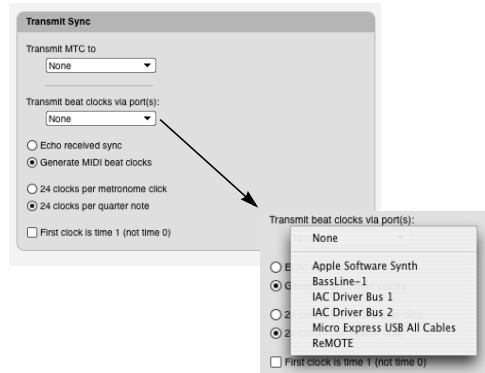 Transmit Sync
Transmit MTC to
None
Transmit beat clocks via port(s):
None
Echo received sync
Generate MIDI beat clocks
24 clocks per metronome click
24 clocks per quarter note
First clock is time 1 (not time 0)
Transmit beat clocks via port(s):
None
Apple Software Synth
BassLine-1
IAC Driver Bus 1
IAC Driver Bus 2
Micro Express USB All Cables
ReMOTE
First clock is time 1 (not time 0)